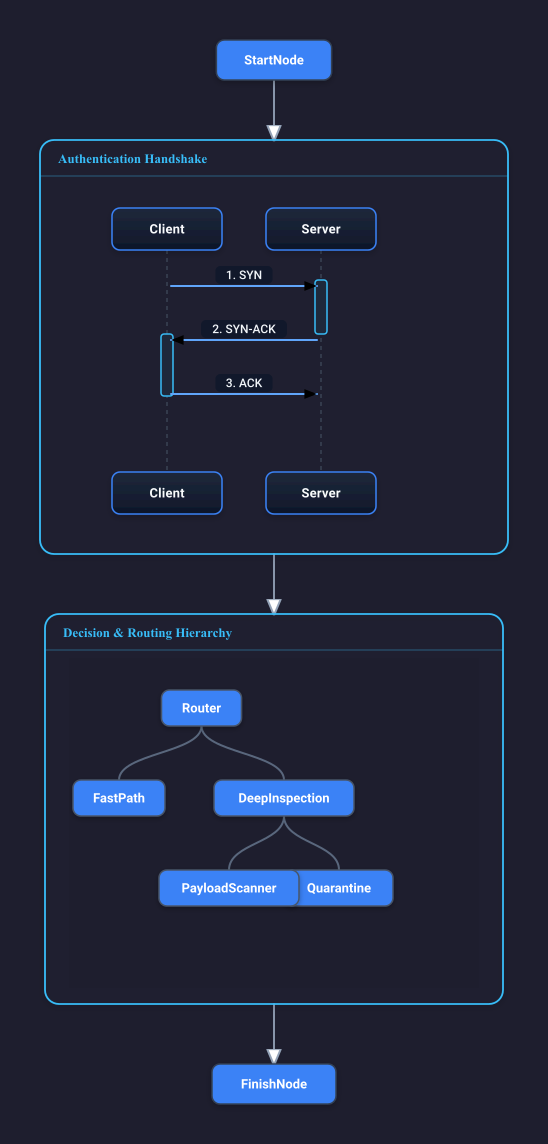 StartNode
Authentication Handshake
Client
Server
1. SYN
2. SYN-ACK
3. ACK
Client
Server
Decision & Routing Hierarchy
Router
FastPath
DeepInspection
PayloadScanner
Quarantine
FinishNode